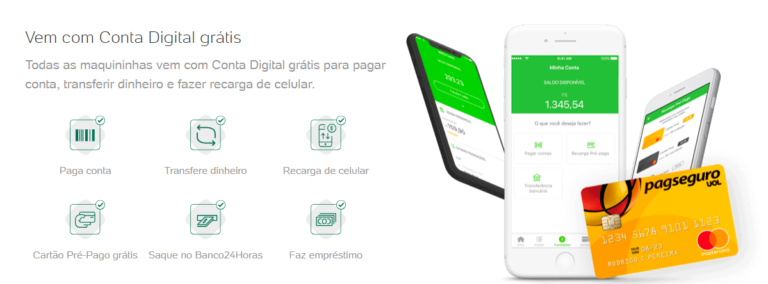 Vem com Conta Digital grátis
Todas as maquininhas vem com Conta Digital grátis para pagar
conta, transferir dinheiro e fazer recarga de celular.
Paga conta
Transfere dinheiro
Recarga de celular
Cartão Pré-Pago grátis
Saque no Banco24Horas
Faz empréstimo
Minha Conta
SALDO DISPONÍVEL
R$
1.345,54
O que você deseja fazer?
Pagar contas
Recarga Pré-pago
Transferência
bancária
pagseguro
UOL
1234 5678 9101 1123
RODRIGO L PEREIRA
mastercard